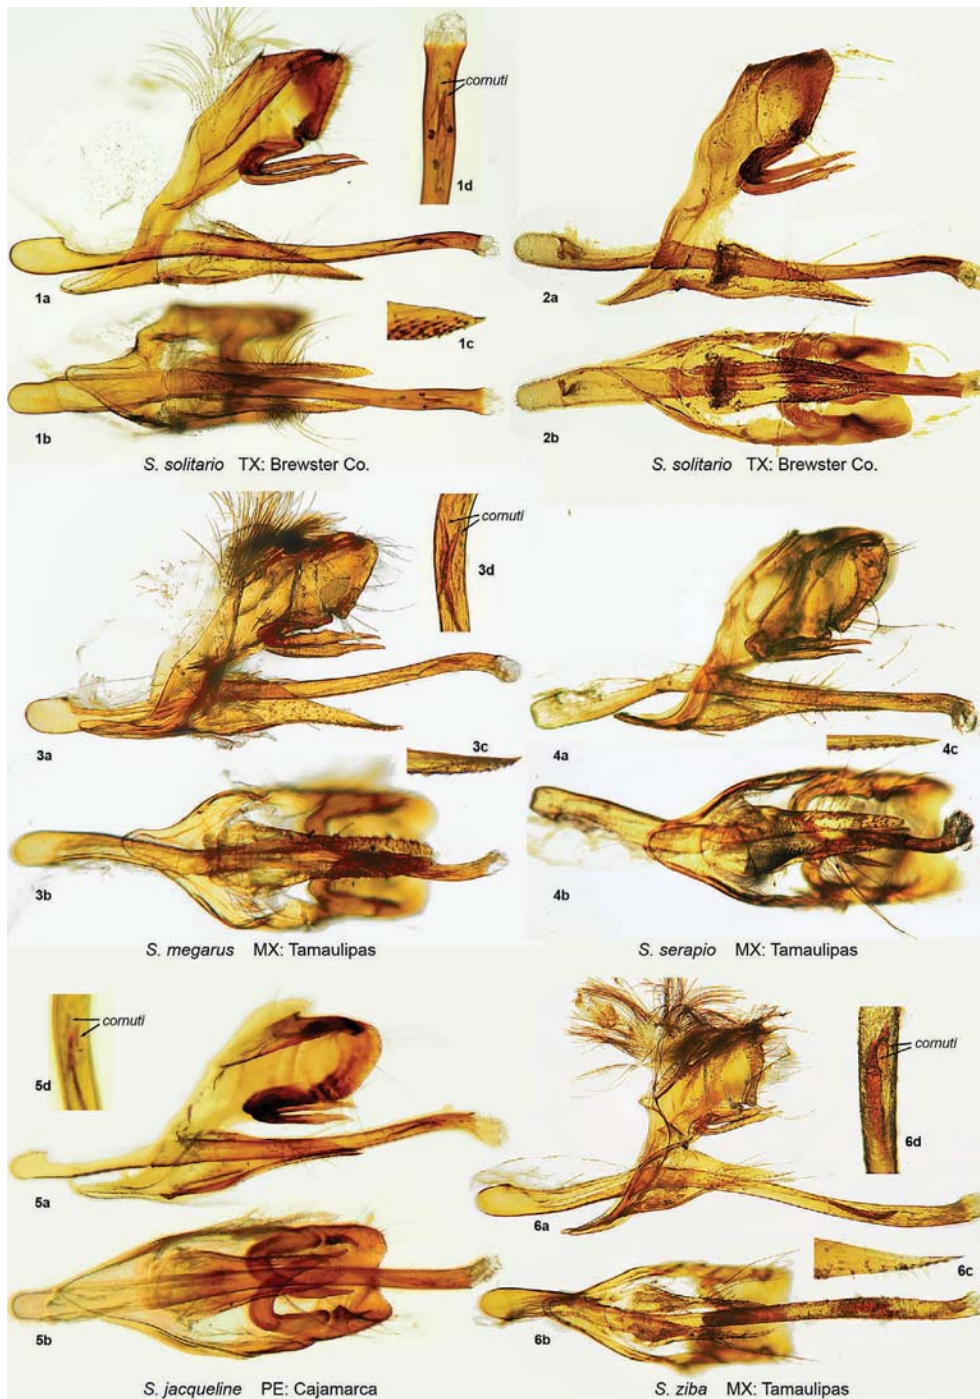 cornuti
1d
1a
1c
1b
2a
2b
S. solitario TX: Brewster Co.
S. solitario TX: Brewster Co.
cornuti
3d
3a
3c
3b
4a
4c
4b
S. megarus MX: Tamaulipas
S. serapio MX: Tamaulipas
cornuti
5d
5a
5b
cornuti
6d
6a
6c
6b
S. jacqueline PE: Cajamarca
S. ziba MX: Tamaulipas